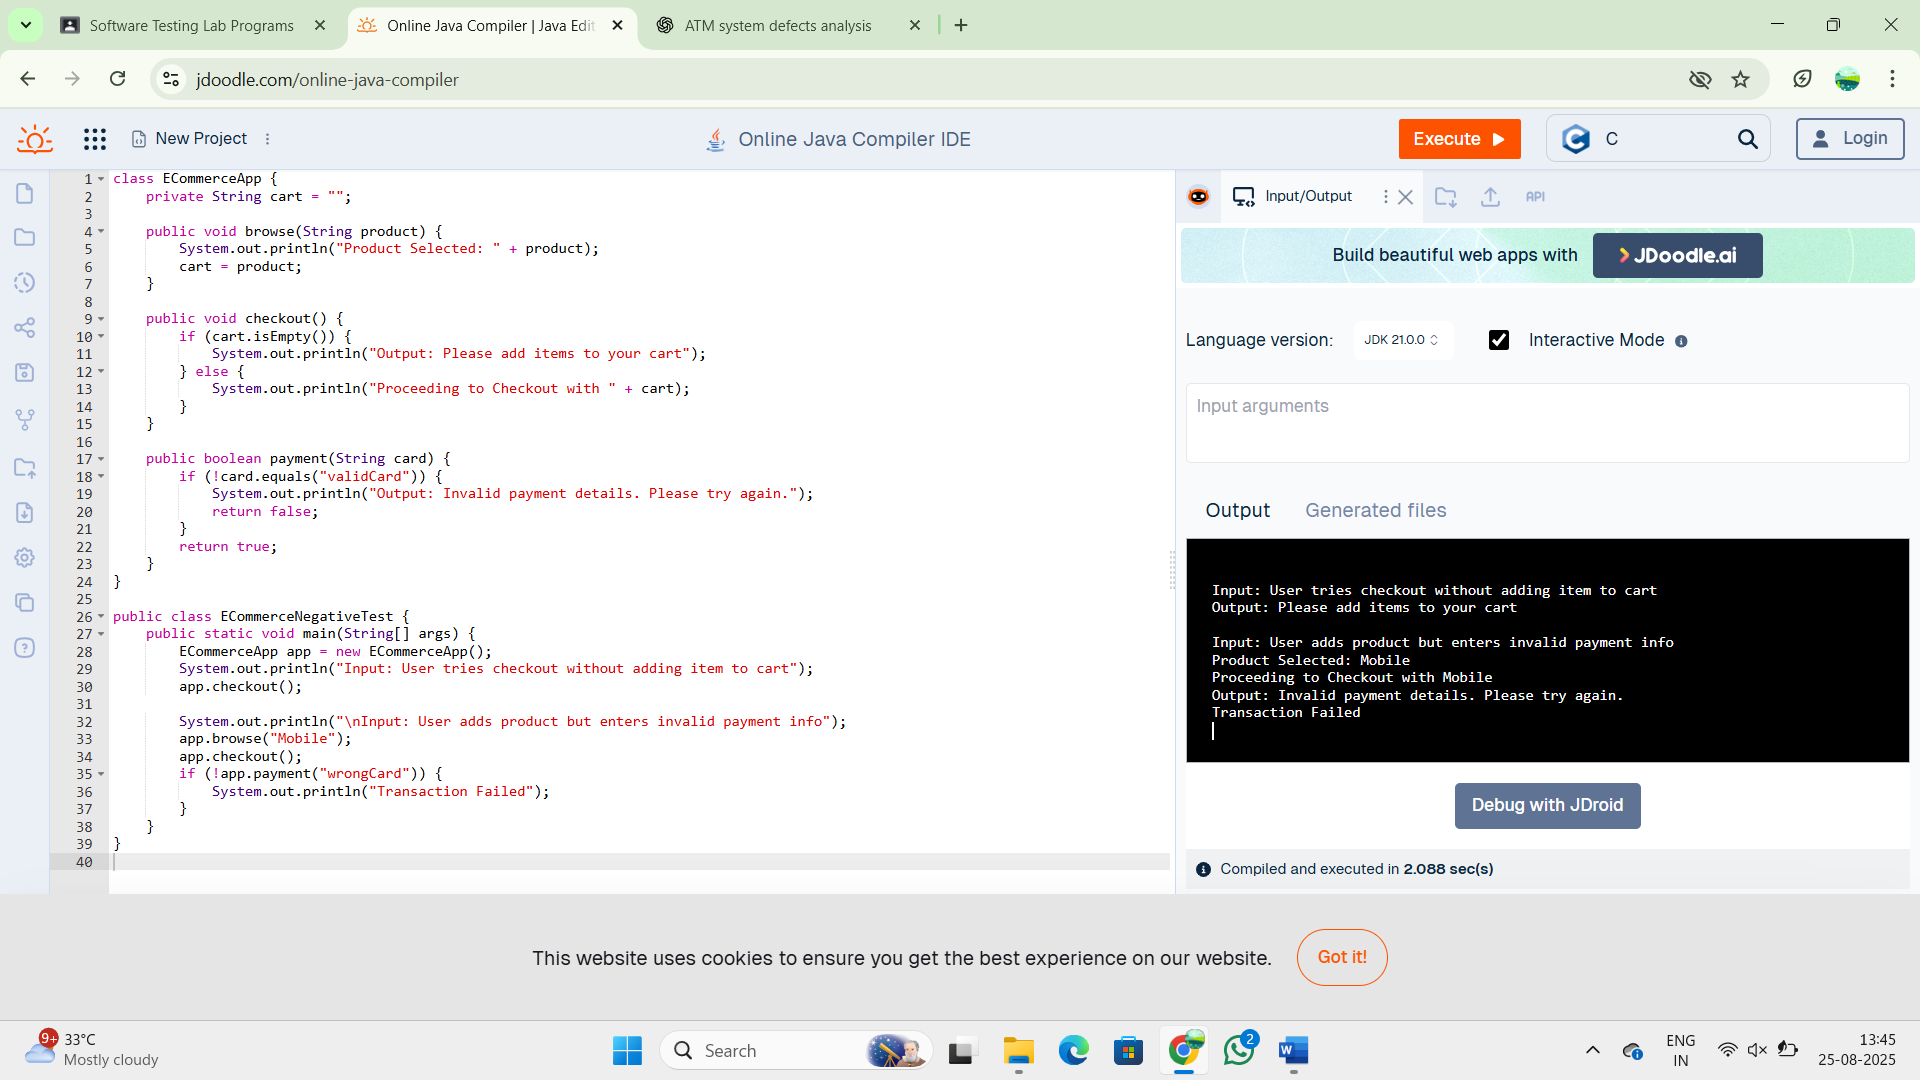 Software Testing Lab Programs
Online Java Compiler | Java Edit
ATM system defects analysis
jdoodle.com/online-java-compiler
New Project
Online Java Compiler IDE
Execute
C
Login
1 class ECommerceApp {
2 private String cart = "";
3
4 public void browse(String product) {
5 System.out.println("Product Selected: " + product);
6 cart = product;
7 }
8
9 public void checkout() {
10 if (cart.isEmpty()) {
11 System.out.println("Output: Please add items to your cart");
12 } else {
13 System.out.println("Proceeding to Checkout with " + cart);
14 }
15 }
16
17 public boolean payment(String card) {
18 if (!card.equals("validCard")) {
19 System.out.println("Output: Invalid payment details. Please try again.");
20 return false;
21 }
22 return true;
23 }
24 }
25
26 public class ECommerceNegativeTest {
27 public static void main(String[] args) {
28 ECommerceApp app = new ECommerceApp();
29 System.out.println("Input: User tries checkout without adding item to cart");
30 app.checkout();
31
32 System.out.println("\nInput: User adds product but enters invalid payment info");
33 app.browse("Mobile");
34 app.checkout();
35 if (!app.payment("wrongCard")) {
36 System.out.println("Transaction Failed");
37 }
38 }
39 }
40
Input/Output
API
Build beautiful web apps with
JDoodle.ai
Language version:
JDK 21.0.0
Interactive Mode
Input arguments
Output
Generated files
Input: User tries checkout without adding item to cart
Output: Please add items to your cart
Input: User adds product but enters invalid payment info
Product Selected: Mobile
Proceeding to Checkout with Mobile
Output: Invalid payment details. Please try again.
Transaction Failed
Debug with JDroid
Compiled and executed in 2.088 sec(s)
This website uses cookies to ensure you get the best experience on our website.
Got it!
9+
33°C
Mostly cloudy
Search
2
ENG
IN
13:45
25-08-2025